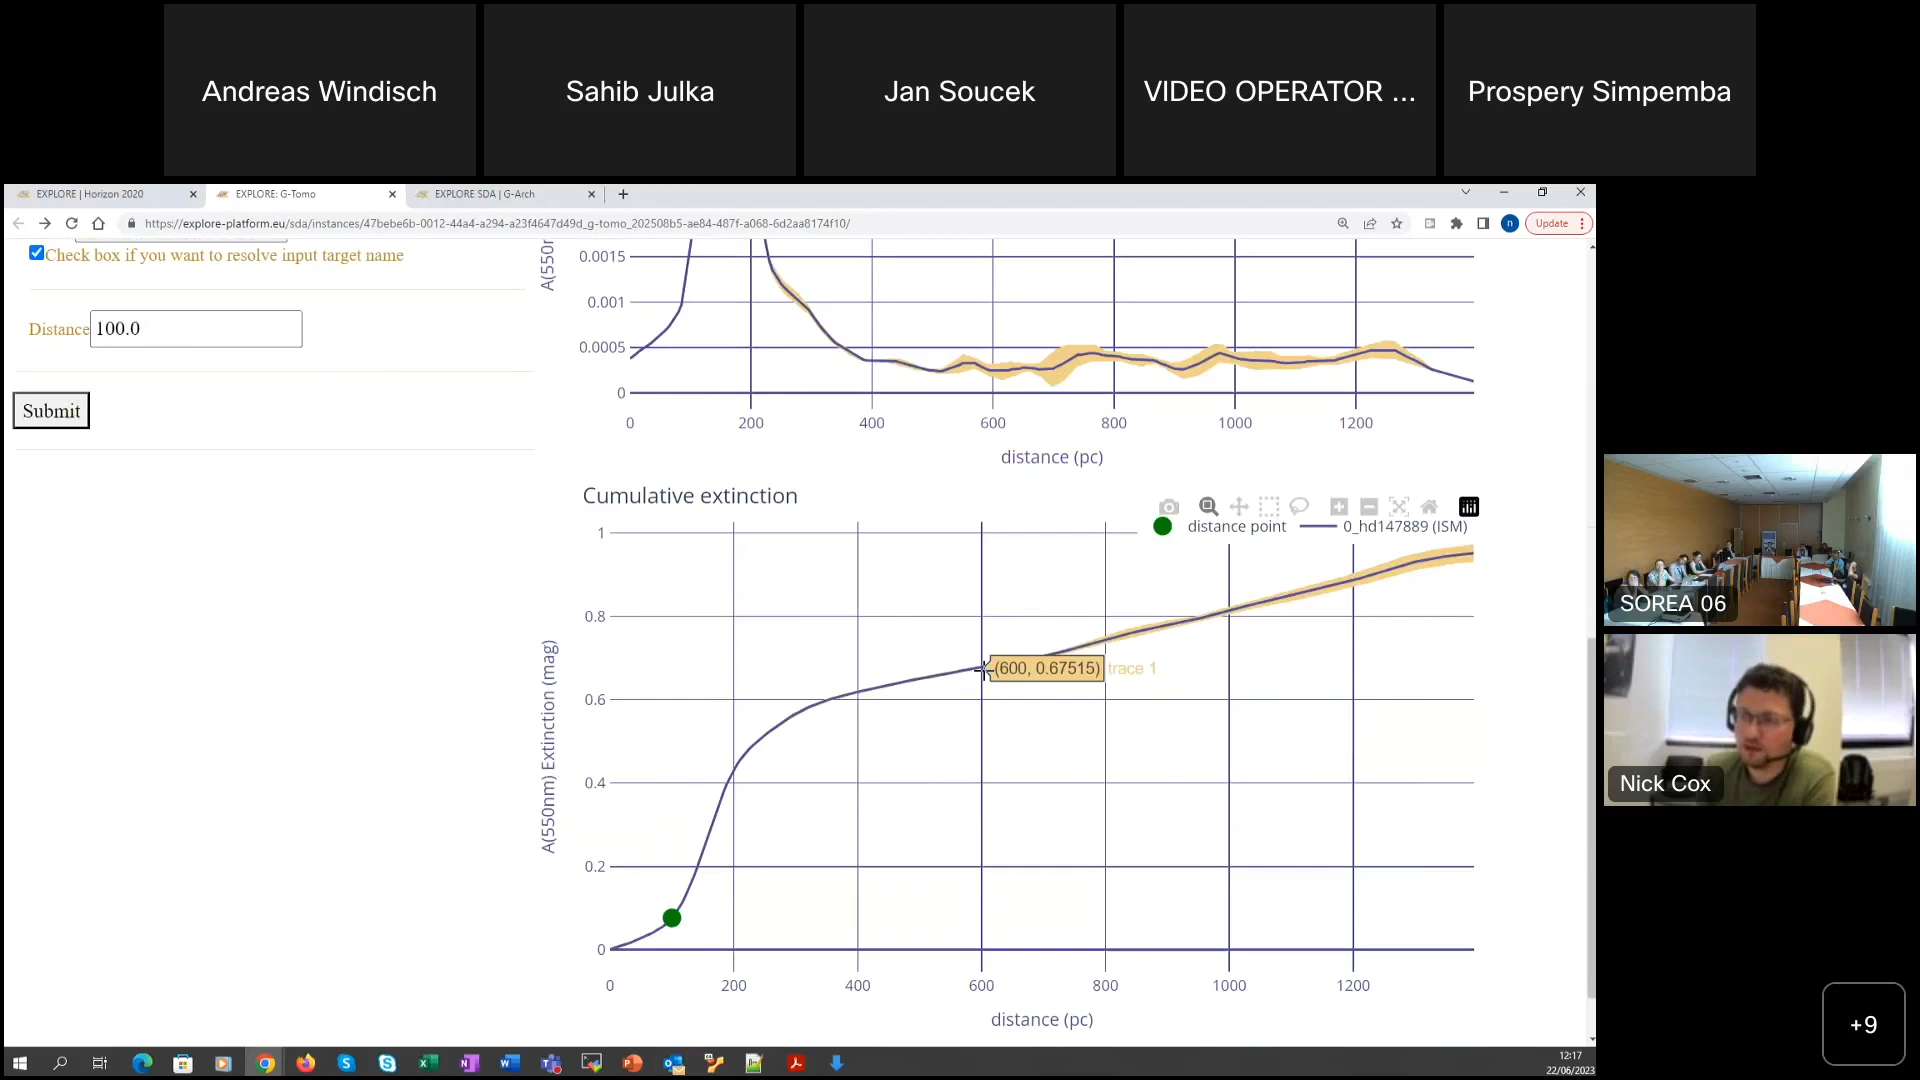 Andreas Windisch
Sahib Julka
Jan Soucek
VIDEO OPERATOR ...
Prospery Simpemba
EXPLORE | Horizon 2020
EXPLORE: G-Tomo
EXPLORE SDA | G-Arch
https://explore-platform.eu/sda/instances/47bebe6b-0012-44a4-a294-a23f4647d49d_g-tomo_202508b5-ae84-487f-a068-6d2aa8174f10/
n
Update
Check box if you want to resolve input target name
Distance 100.0
Submit
A(550n
0.0015
0.001
0.0005
0
0 200 400 600 800 1000 1200
distance (pc)
Cumulative extinction
distance point
0_hd147889 (ISM)
A(550nm) Extinction (mag)
1
0.8
(600, 0.67515) trace 1
0.6
0.4
0.2
0
0 200 400 600 800 1000 1200
distance (pc)
SOREA 06
Nick Cox
+9
12:17
22/06/2023